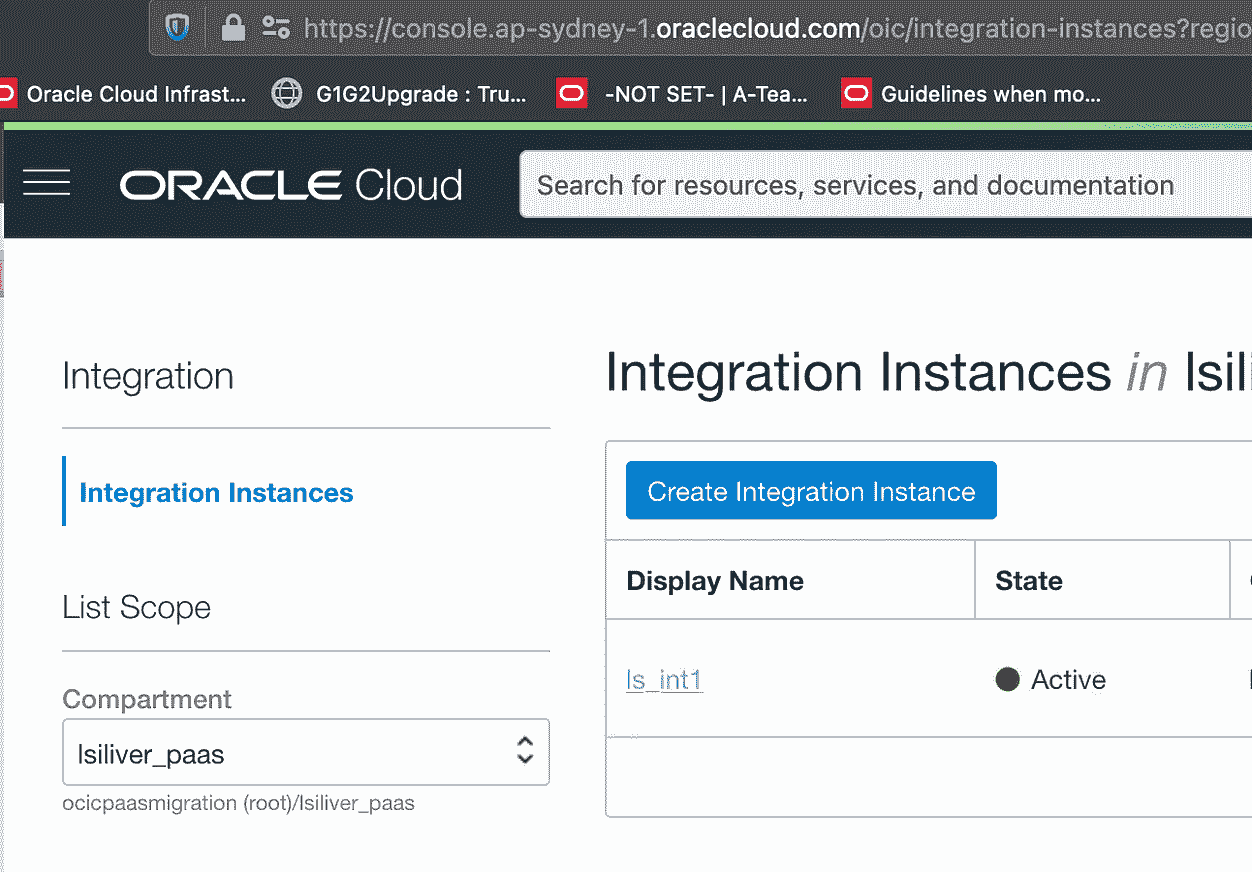 https://console.ap-sydney-1.oraclecloud.com/oic/integration-instances?regio
Oracle Cloud Infrast... G1G2Upgrade : Tru... -NOT SET- | A-Tea... Guidelines when mo...
ORACLE Cloud Search for resources, services, and documentation
Integration
Integration Instances
List Scope
Compartment
lsiliver_paas
ocicpaasmigration (root)/lsiliver_paas
Integration Instances in lsili
Create Integration Instance
Display Name State
ls_int1 Active